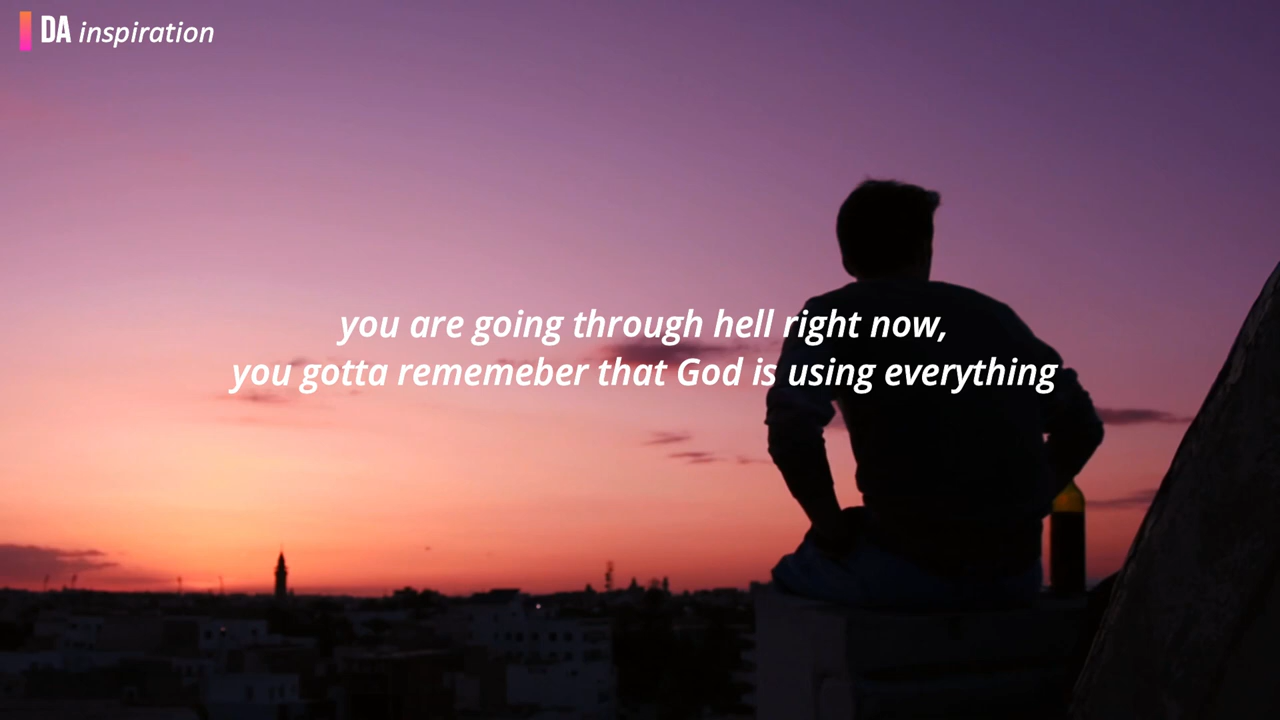 DA inspiration
you are going through hell right now,
you gotta rememeber that God is using everything